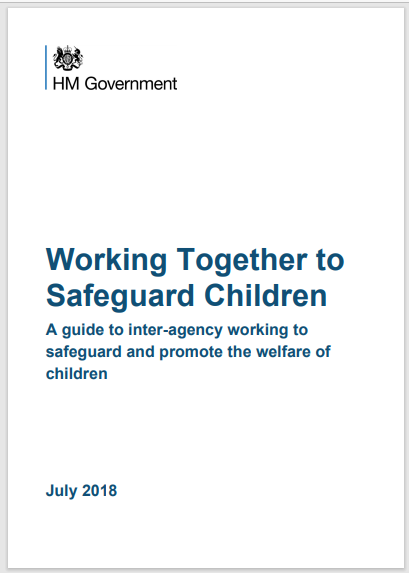 HM Government
Working Together to
Safeguard Children
A guide to inter-agency working to
safeguard and promote the welfare of
children
July 2018